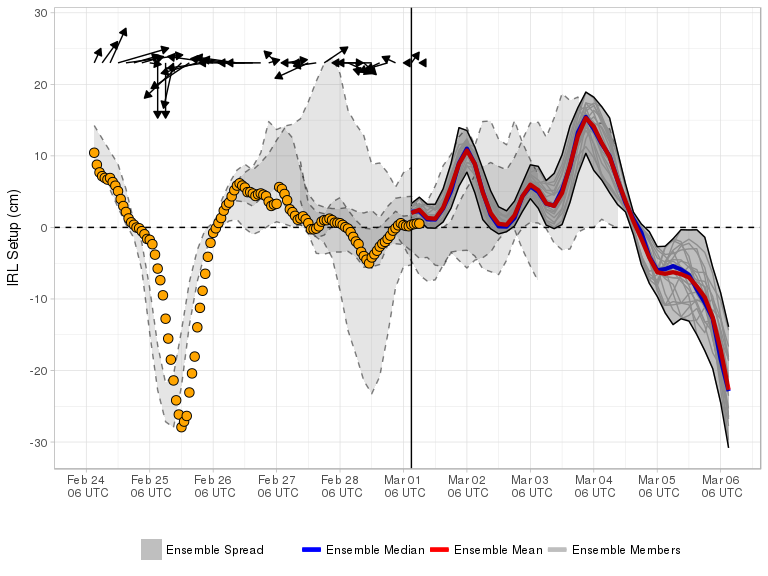 30
20
10
0
-10
-20
-30
IRL Setup (cm)
Feb 24 Feb 25 Feb 26 Feb 27 Feb 28 Mar 01 Mar 02 Mar 03 Mar 04 Mar 05 Mar 06
06 UTC 06 UTC 06 UTC 06 UTC 06 UTC 06 UTC 06 UTC 06 UTC 06 UTC 06 UTC 06 UTC
Ensemble Spread Ensemble Median Ensemble Mean Ensemble Members